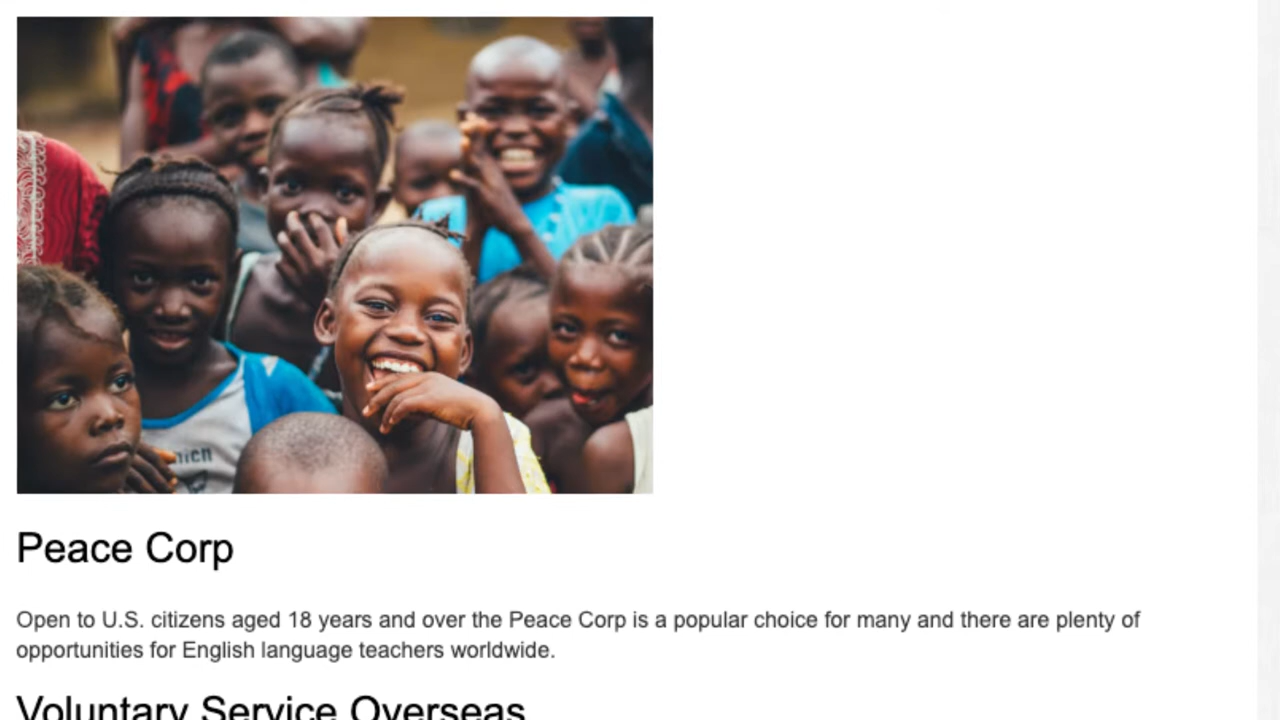 Peace Corp
Open to U.S. citizens aged 18 years and over the Peace Corp is a popular choice for many and there are plenty of
opportunities for English language teachers worldwide.
Voluntary Service Overseas